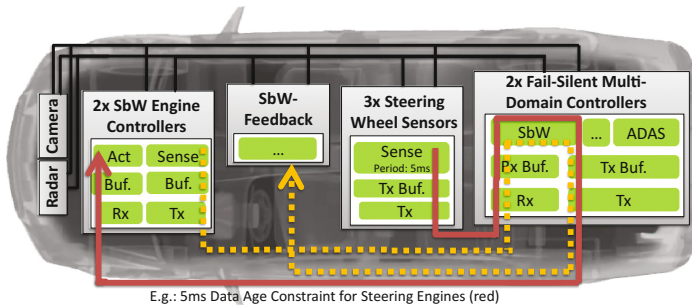 Camera
Radar
2x SbW Engine
Controllers
Act
Sense
Buf.
Buf.
Rx
Tx
SbW-
Feedback
...
3x Steering
Wheel Sensors
Sense
Period: 5ms
Tx Buf.
Tx
2x Fail-Silent Multi-
Domain Controllers
SbW
...
ADAS
Px Buf.
Tx Buf.
Rx
Tx
E.g.: 5ms Data Age Constraint for Steering Engines (red)